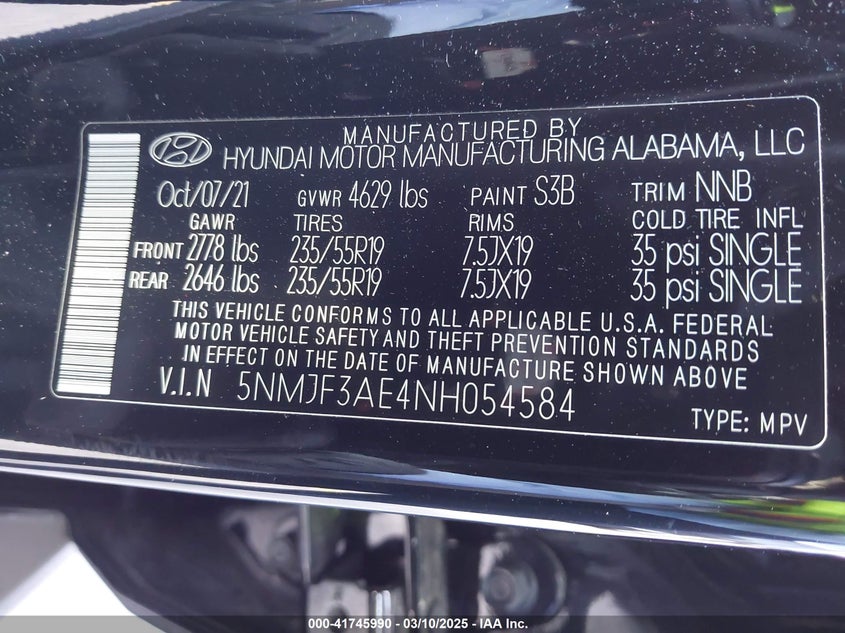 MANUFACTURED BY
HYUNDAI MOTOR MANUFACTURING ALABAMA, LLC
Oct/07/21 GVWR 4629 lbs PAINT S3B TRIM NNB
GAWR TIRES RIMS COLD TIRE INFL
FRONT 2778 lbs 235/55R19 7.5JX19 35 psi SINGLE
REAR 2646 lbs 235/55R19 7.5JX19 35 psi SINGLE
THIS VEHICLE CONFORMS TO ALL APPLICABLE U.S.A. FEDERAL
MOTOR VEHICLE SAFETY AND THEFT PREVENTION STANDARDS
IN EFFECT ON THE DATE OF MANUFACTURE SHOWN ABOVE
V.I.N 5NMJF3AE4NH054584
TYPE: MPV
000-41745990 — 03/10/2025 — IAA Inc.